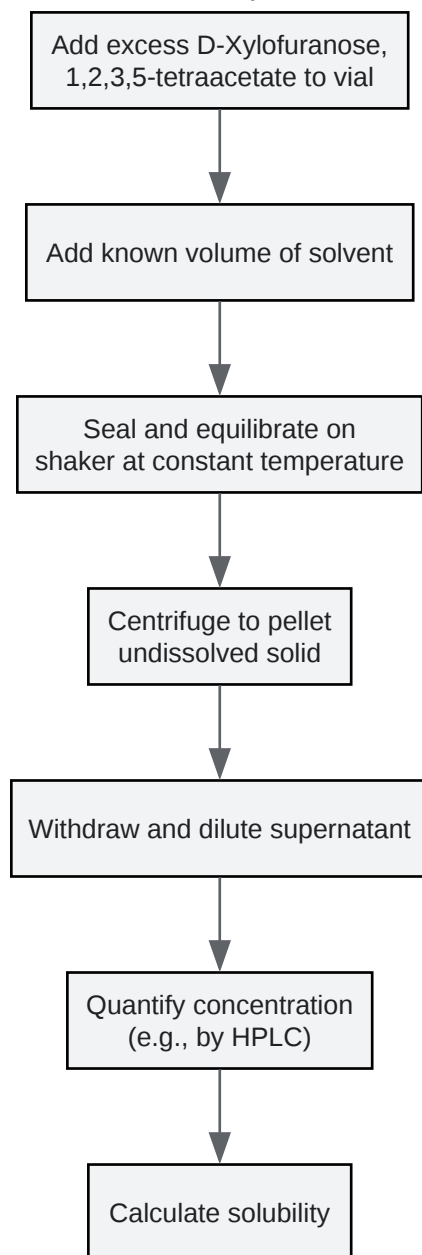 Add excess D-Xylofuranose,
1,2,3,5-tetraacetate to vial
Add known volume of solvent
Seal and equilibrate on
shaker at constant temperature
Centrifuge to pellet
undissolved solid
Withdraw and dilute supernatant
Quantify concentration
(e.g., by HPLC)
Calculate solubility